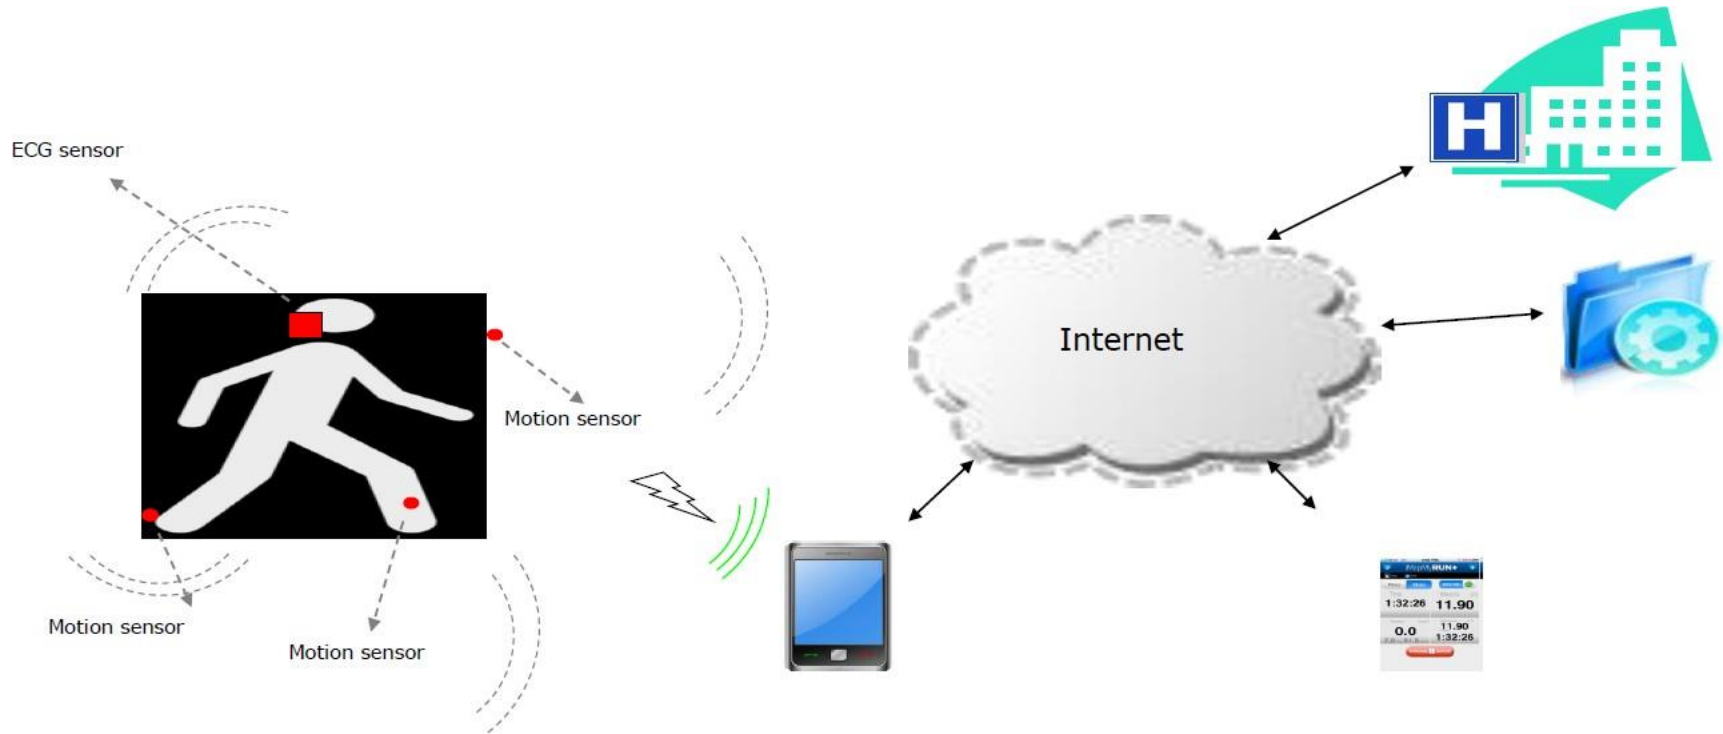 ECG sensor
H
Motion sensor
Internet
Motion sensor
Motion sensor
RUN+
1:32:26 11.90
0.0 11.90
1:32:26